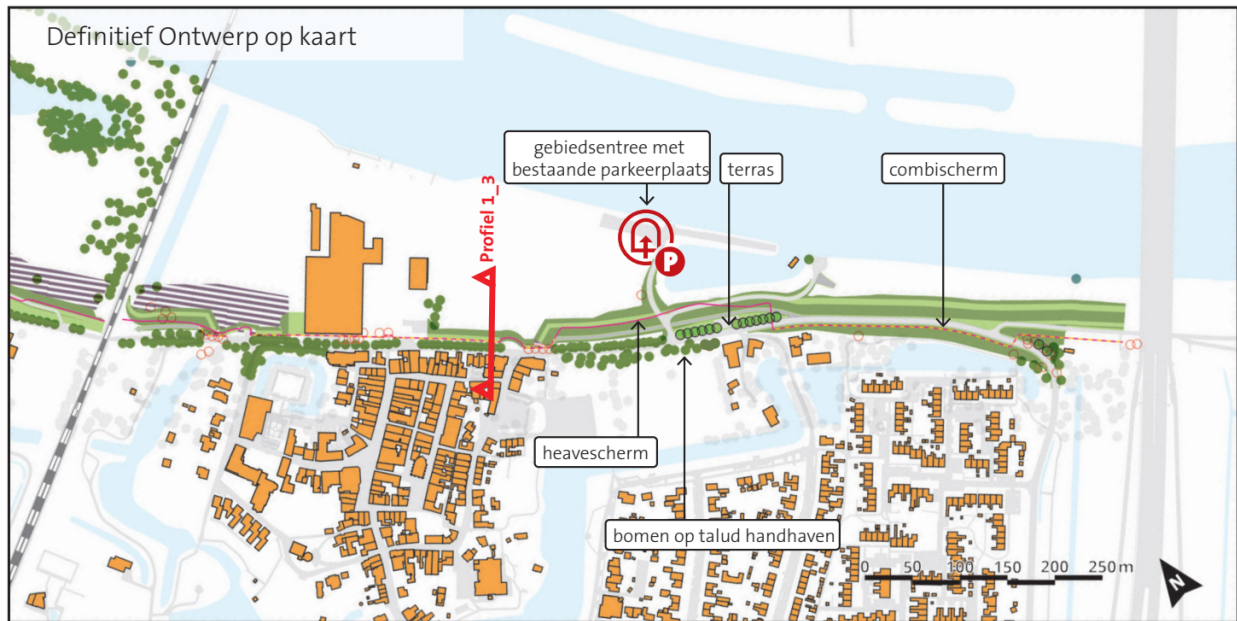 Definitief Ontwerp op kaart
gebiedsentree met
bestaande parkeerplaats
terras
combischerm
Profiel 1_3
P
heavescherm
bomen op talud handhaven
0 50 100 150 200 250 m
N